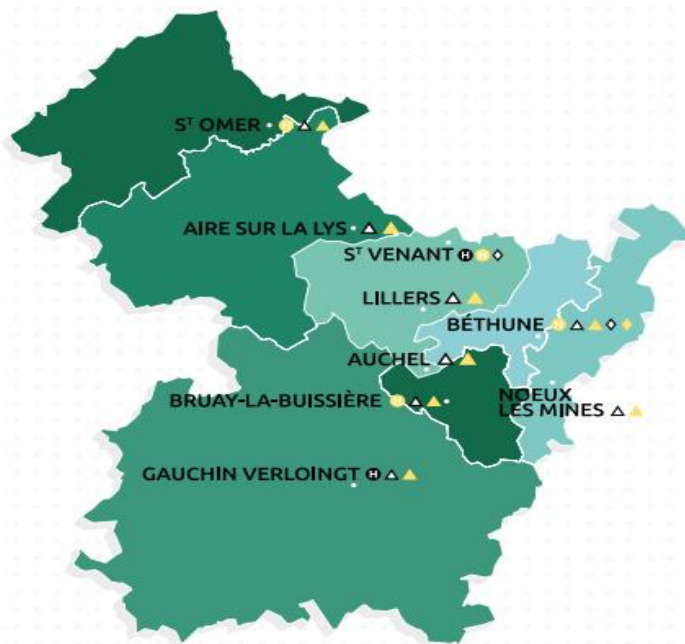 Sᵀ OMER H
AIRE SUR LA LYS
Sᵀ VENANT H H
LILLERS
BÉTHUNE H
AUCHEL
BRUAY-LA-BUISSIÈRE H
NOEUX
LES MINES
GAUCHIN VERLOINGT H